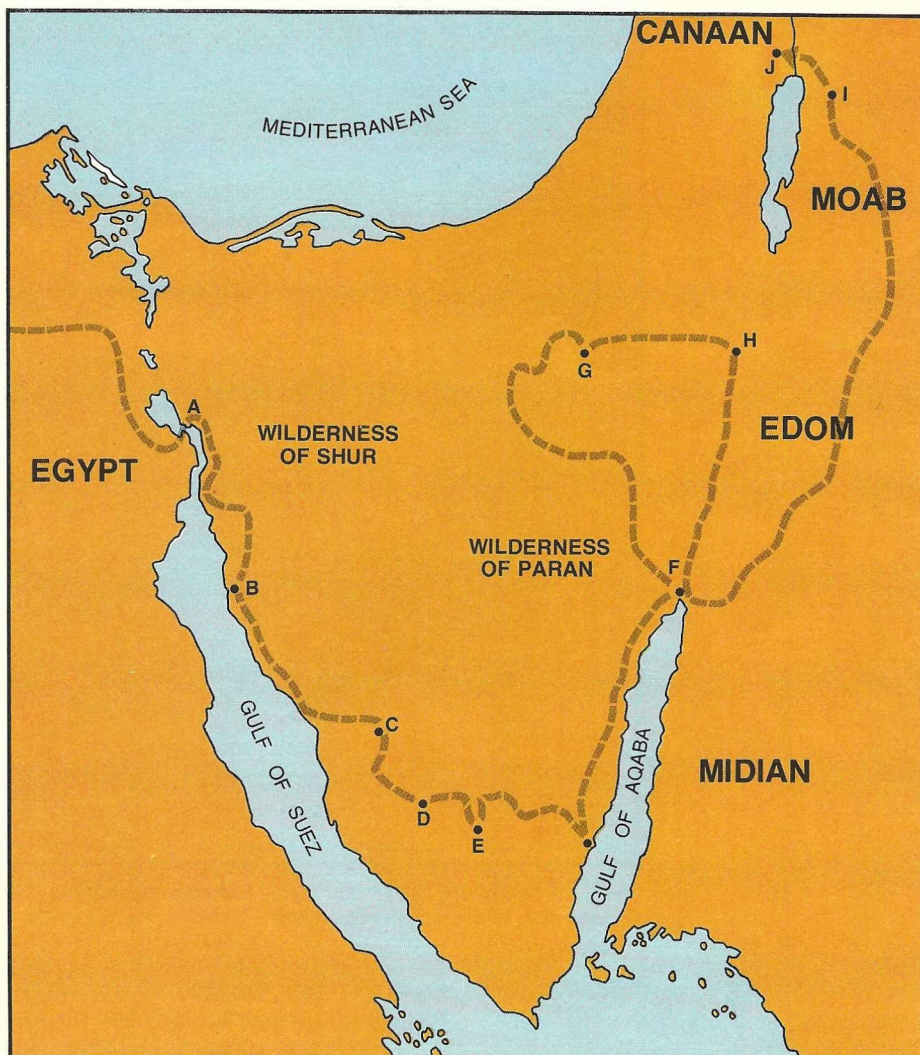 CANAAN
J
I
MEDITERRANEAN SEA
MOAB
H
G
A
WILDERNESS
OF SHUR
EDOM
EGYPT
WILDERNESS
OF PARAN
F
B
GULF OF SUEZ
C
GULF OF AQABA
MIDIAN
D
E